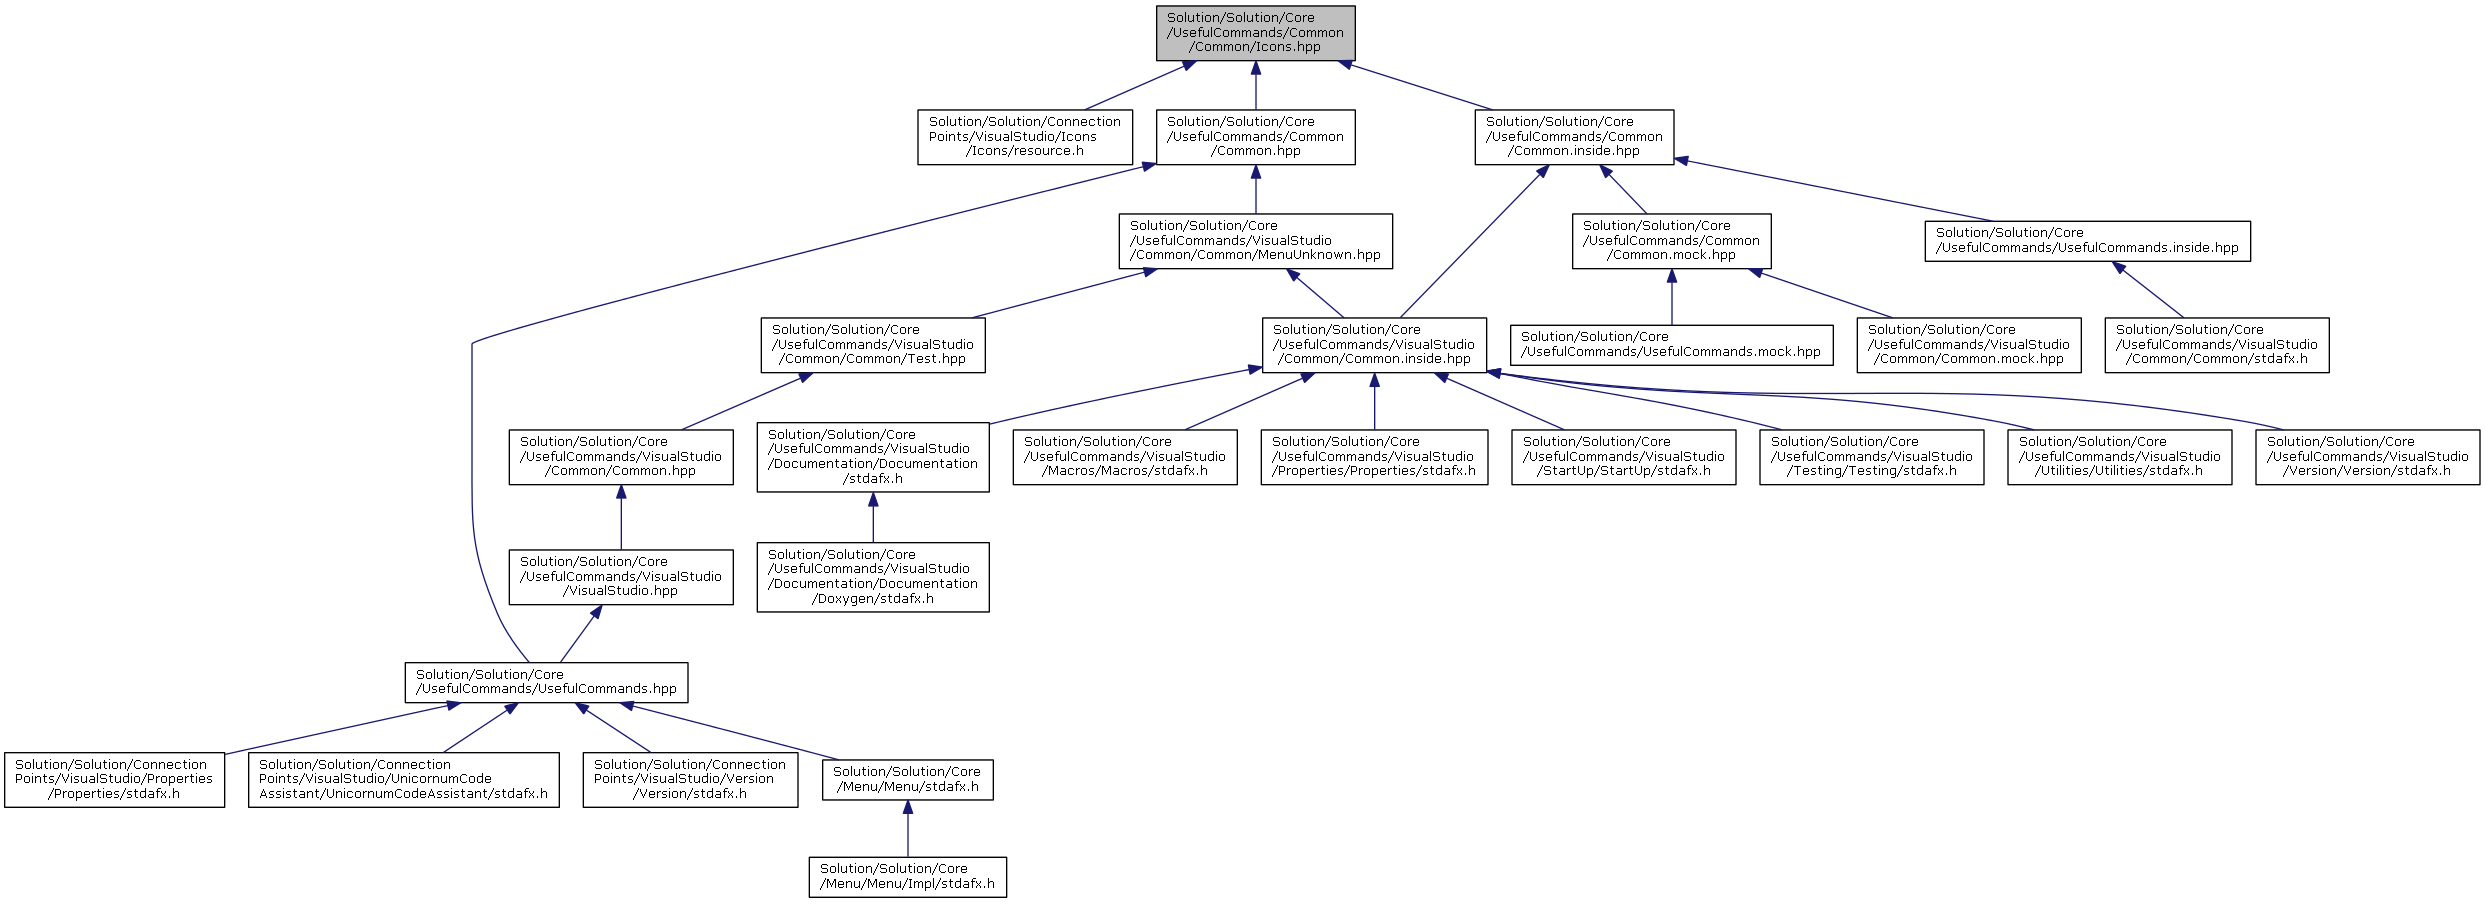 Solution/Solution/Core
/UsefulCommands/Common
/Common/Icons.hpp
Solution/Solution/Connection
Points/VisualStudio/Icons
/Icons/resource.h
Solution/Solution/Core
/UsefulCommands/Common
/Common.hpp
Solution/Solution/Core
/UsefulCommands/Common
/Common.inside.hpp
Solution/Solution/Core
/UsefulCommands/VisualStudio
/Common/Common/MenuUnknown.hpp
Solution/Solution/Core
/UsefulCommands/Common
/Common.mock.hpp
Solution/Solution/Core
/UsefulCommands/UsefulCommands.inside.hpp
Solution/Solution/Core
/UsefulCommands/VisualStudio
/Common/Common/Test.hpp
Solution/Solution/Core
/UsefulCommands/VisualStudio
/Common/Common.inside.hpp
Solution/Solution/Core
/UsefulCommands/UsefulCommands.mock.hpp
Solution/Solution/Core
/UsefulCommands/VisualStudio
/Common/Common.mock.hpp
Solution/Solution/Core
/UsefulCommands/VisualStudio
/Common/Common/stdafx.h
Solution/Solution/Core
/UsefulCommands/VisualStudio
/Common/Common.hpp
Solution/Solution/Core
/UsefulCommands/VisualStudio
/Documentation/Documentation
/stdafx.h
Solution/Solution/Core
/UsefulCommands/VisualStudio
/Macros/Macros/stdafx.h
Solution/Solution/Core
/UsefulCommands/VisualStudio
/Properties/Properties/stdafx.h
Solution/Solution/Core
/UsefulCommands/VisualStudio
/StartUp/StartUp/stdafx.h
Solution/Solution/Core
/UsefulCommands/VisualStudio
/Testing/Testing/stdafx.h
Solution/Solution/Core
/UsefulCommands/VisualStudio
/Utilities/Utilities/stdafx.h
Solution/Solution/Core
/UsefulCommands/VisualStudio
/Version/Version/stdafx.h
Solution/Solution/Core
/UsefulCommands/VisualStudio
/VisualStudio.hpp
Solution/Solution/Core
/UsefulCommands/VisualStudio
/Documentation/Documentation
/Doxygen/stdafx.h
Solution/Solution/Core
/UsefulCommands/UsefulCommands.hpp
Solution/Solution/Connection
Points/VisualStudio/Properties
/Properties/stdafx.h
Solution/Solution/Connection
Points/VisualStudio/UnicornumCode
Assistant/UnicornumCodeAssistant/stdafx.h
Solution/Solution/Connection
Points/VisualStudio/Version
/Version/stdafx.h
Solution/Solution/Core
/Menu/Menu/stdafx.h
Solution/Solution/Core
/Menu/Menu/Impl/stdafx.h